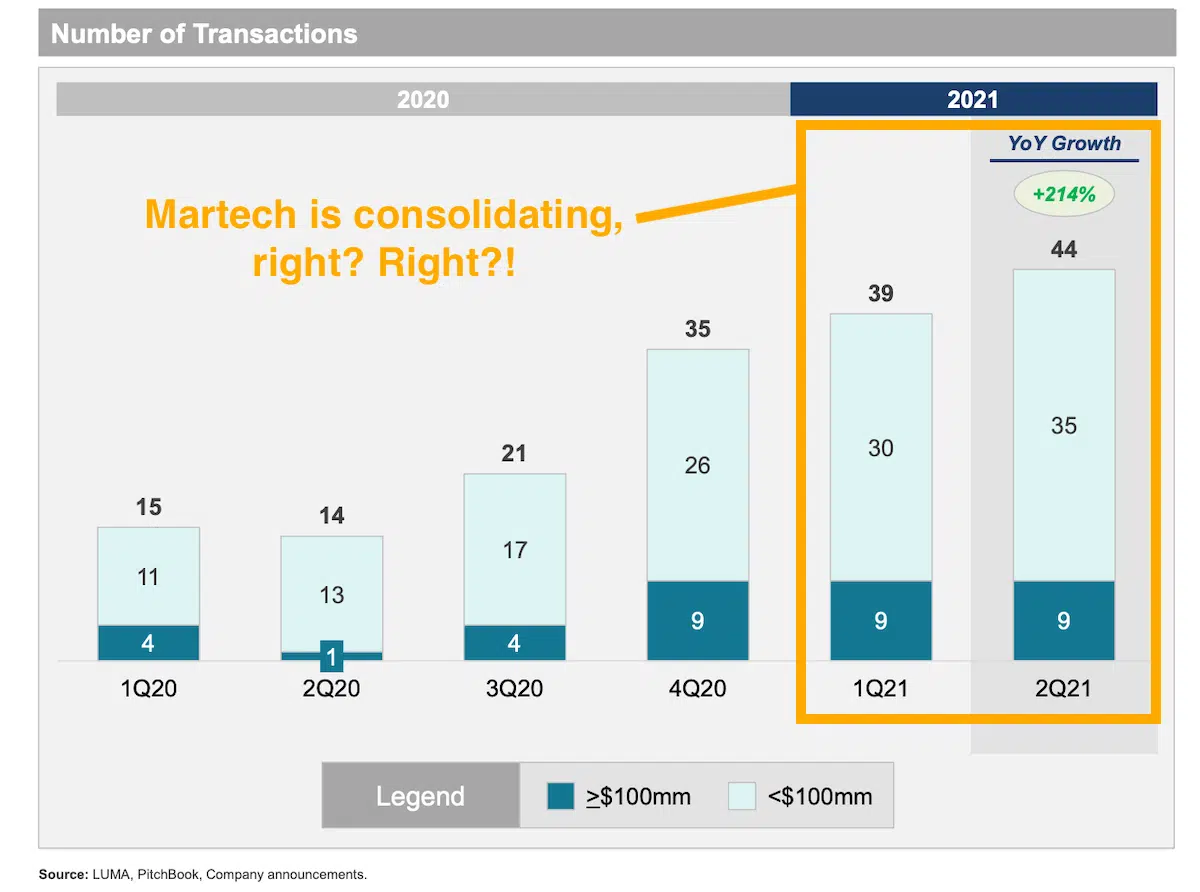 Number of Transactions
2020
2021
YoY Growth
+214%
Martech is consolidating,
right? Right?!
15
14
21
35
39
44
11
13
17
26
30
35
4
1
4
9
9
9
1Q20
2Q20
3Q20
4Q20
1Q21
2Q21
Legend
≥$100mm
<$100mm
Source: LUMA, PitchBook, Company announcements.